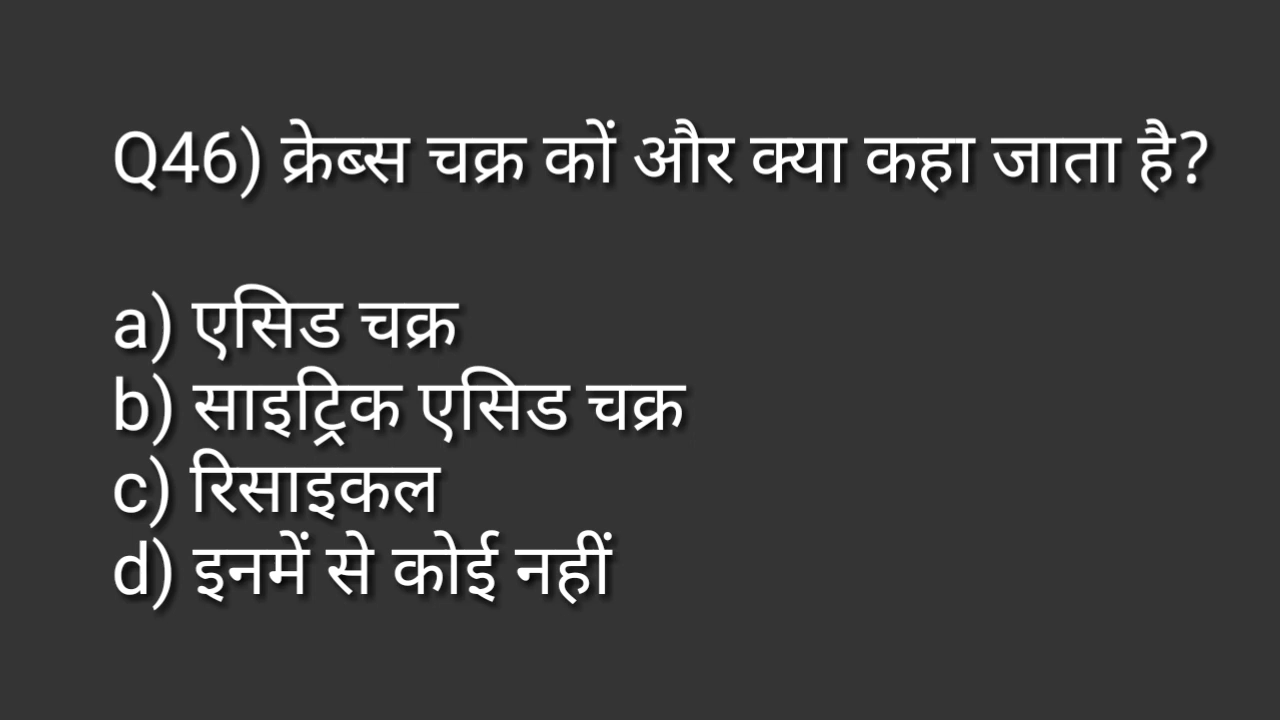 Q46) क्रेब्स चक्र कों और क्या कहा जाता है?
a) एसिड चक्र
b) साइट्रिक एसिड चक्र
c) रिसाइकल
d) इनमें से कोई नहीं